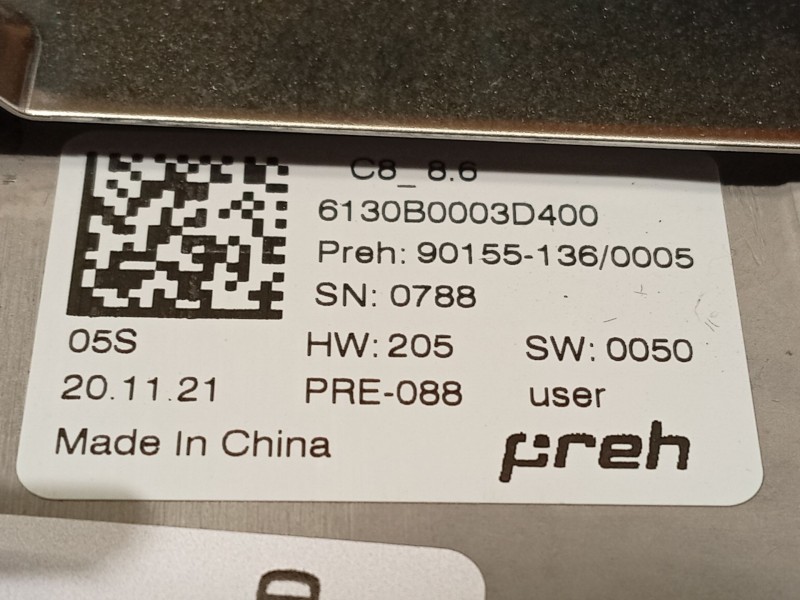 C8_ 8.6
6130B0003D400
Preh: 90155-136/0005
SN: 0788
05S HW: 205 SW: 0050
20.11.21 PRE-088 user
Made In China preh
D